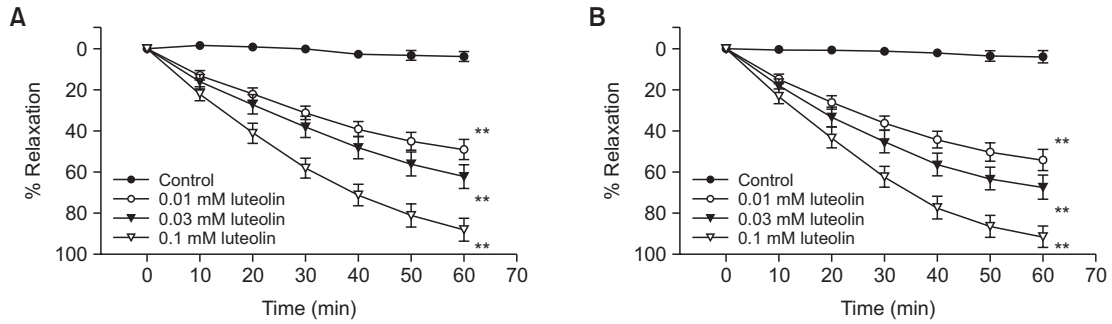 A
0
20
40
60
80
100
% Relaxation
Control
0.01 mM luteolin
0.03 mM luteolin
0.1 mM luteolin
**
**
**
0 10 20 30 40 50 60 70
Time (min)
B
0
20
40
60
80
100
% Relaxation
Control
0.01 mM luteolin
0.03 mM luteolin
0.1 mM luteolin
**
**
**
0 10 20 30 40 50 60 70
Time (min)